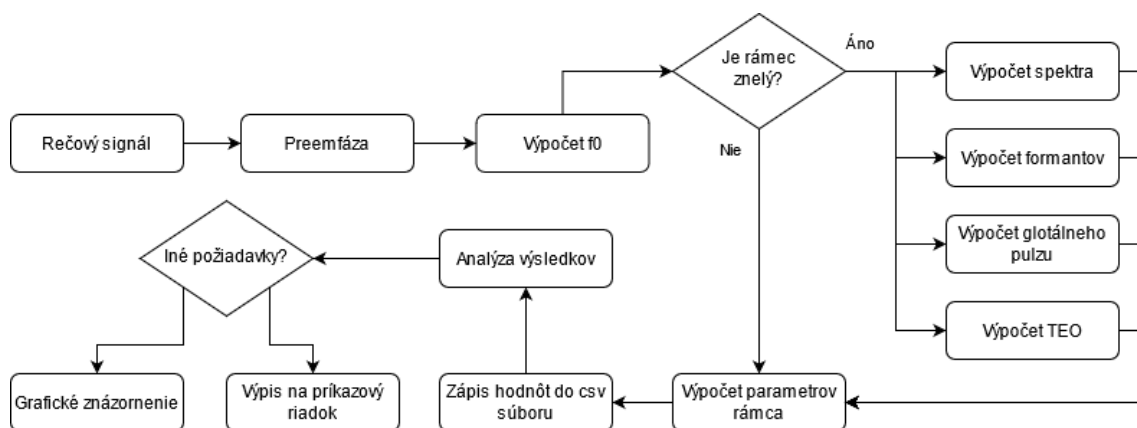 Rečový signál
Preemfáza
Výpočet f0
Je rámec
znelý?
Áno
Nie
Výpočet spektra
Výpočet formantov
Výpočet glotálneho
pulzu
Výpočet TEO
Výpočet parametrov
rámca
Zápis hodnôt do csv
súboru
Analýza výsledkov
Iné požiadavky?
Grafické znázornenie
Výpis na príkazový
riadok